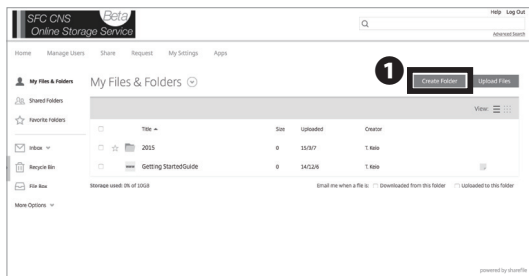 SFC CNS
Online Storage Service
Beta
Help Log Out
Advanced Search
Home Manage Users Share Request My Settings Apps
My Files & Folders
Shared Folders
Favorite Folders
Inbox
Recycle Bin
File Box
More Options
My Files & Folders
1
Create Folder Upload Files
View:
Title Size Uploaded Creator
2015 0 15/3/7 T. Keio
Getting StartedGuide 0 14/12/6 T. Keio
Storage used: 0% of 10GB Email me when a file is: Downloaded from this folder Uploaded to this folder
powered by sharefile